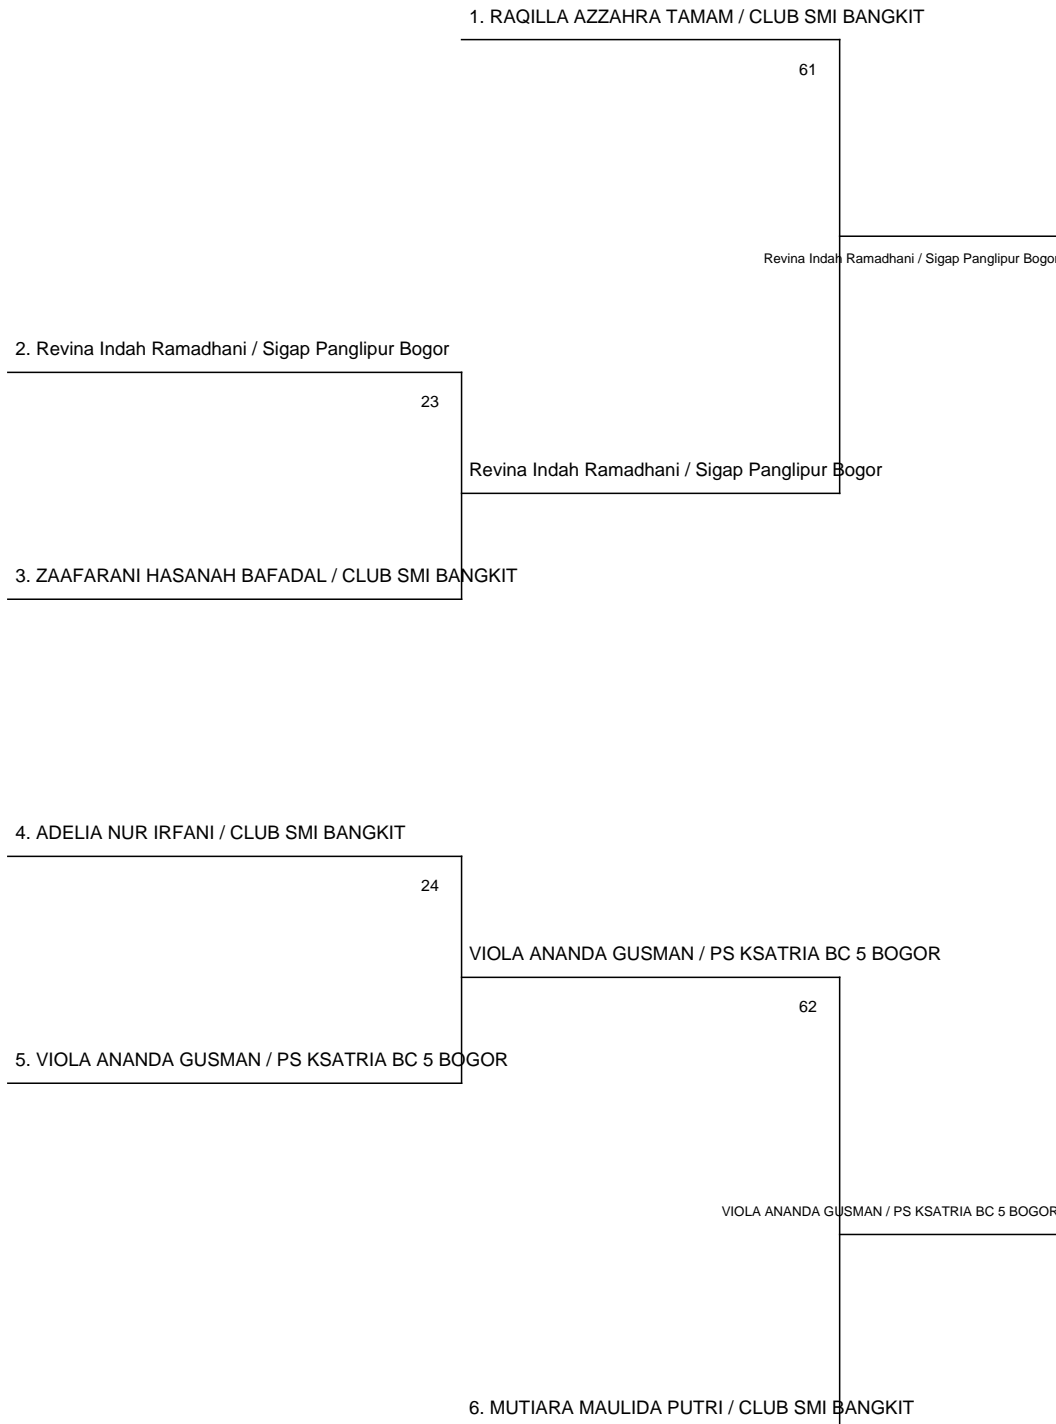 1. RAQILLA AZZAHRA TAMAM / CLUB SMI BANGKIT
61
Revina Indah Ramadhani / Sigap Panglipur Bogor
2. Revina Indah Ramadhani / Sigap Panglipur Bogor
23
Revina Indah Ramadhani / Sigap Panglipur Bogor
3. ZAAFARANI HASANAH BAFADAL / CLUB SMI BANGKIT
4. ADELIA NUR IRFANI / CLUB SMI BANGKIT
24
VIOLA ANANDA GUSMAN / PS KSATRIA BC 5 BOGOR
62
5. VIOLA ANANDA GUSMAN / PS KSATRIA BC 5 BOGOR
VIOLA ANANDA GUSMAN / PS KSATRIA BC 5 BOGOR
6. MUTIARA MAULIDA PUTRI / CLUB SMI BANGKIT